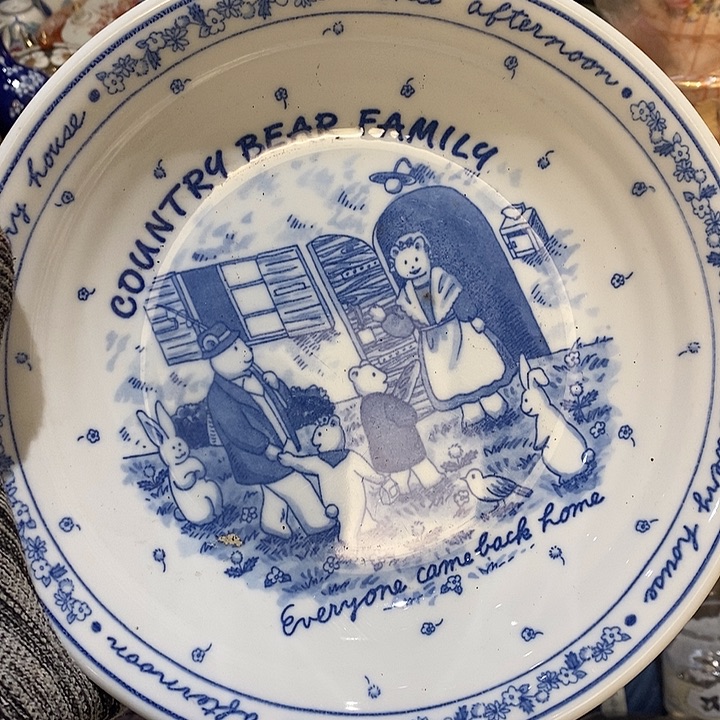 COUNTRY BEAR FAMILY
Everyone came back home
afternoon
house
house
afternoon